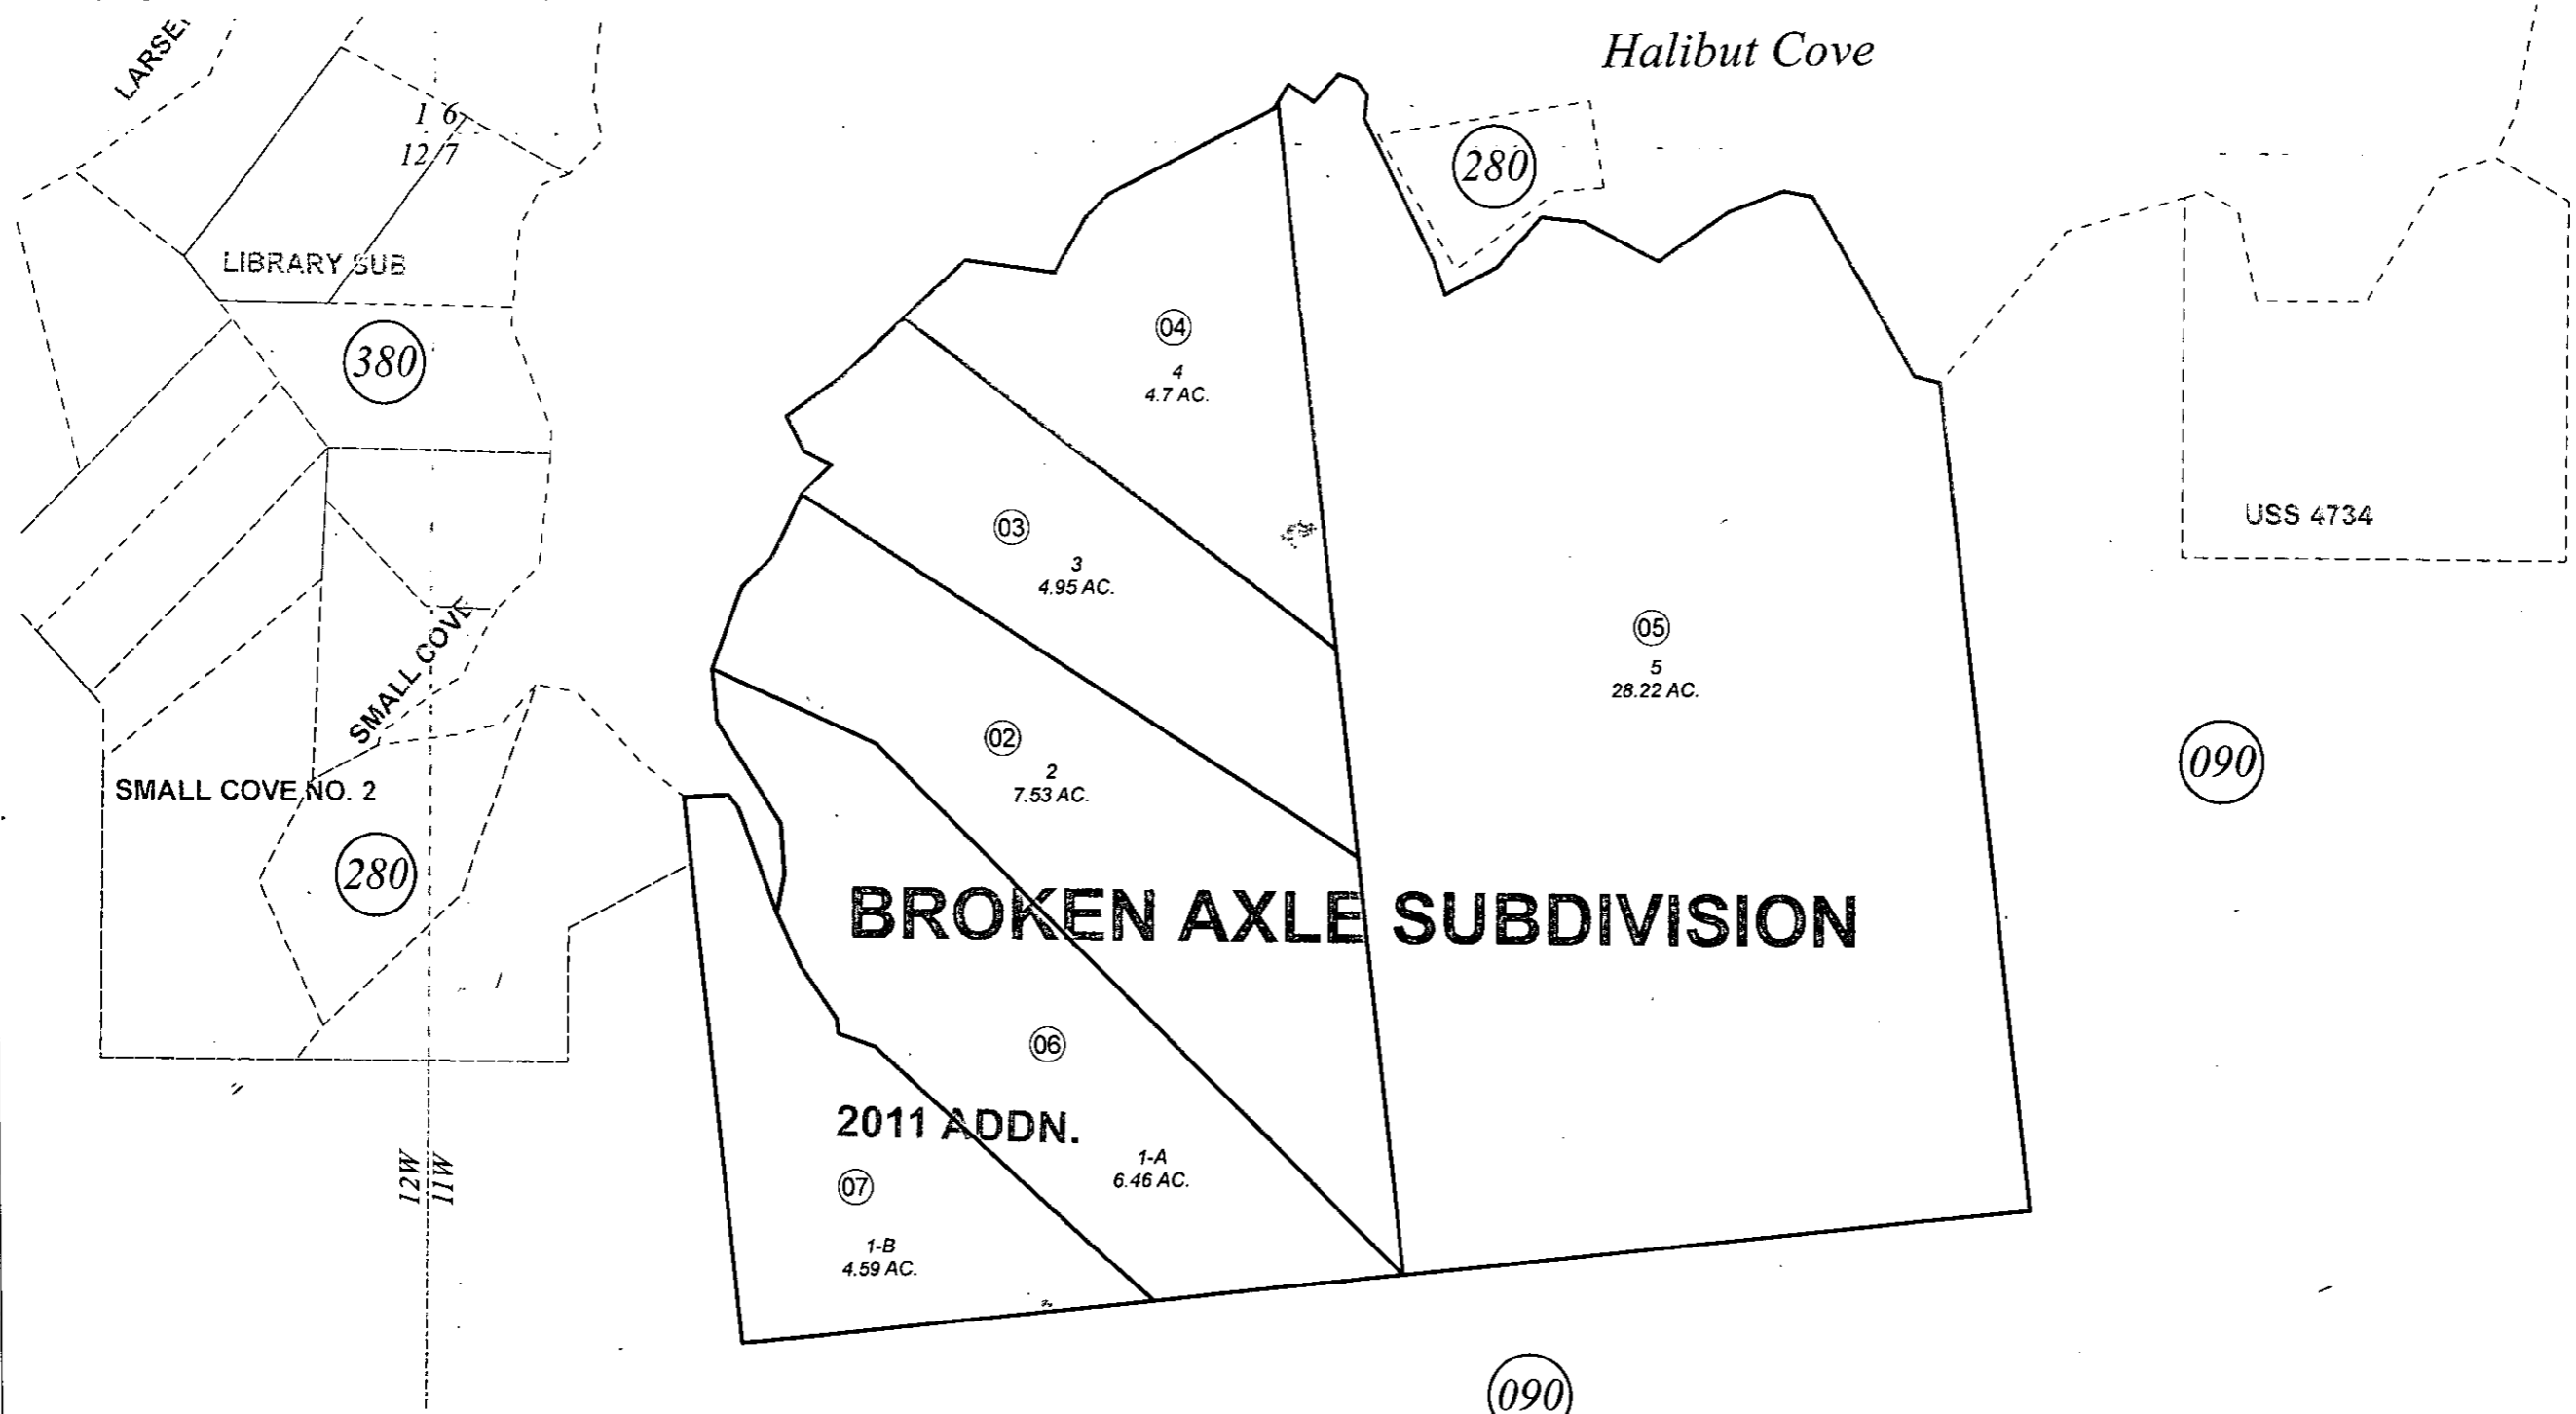 Halibut Cove
1 6
12 7
280
LIBRARY SUB
380
04
4
4.7 AC.
03
3
4.95 AC.
USS 4734
05
5
28.22 AC.
SMALL COVE
02
2
7.53 AC.
090
SMALL COVE NO. 2
280
BROKEN AXLE SUBDIVISION
06
2011 ADDN.
1-A
6.46 AC.
12W
11W
07
1-B
4.59 AC.
090